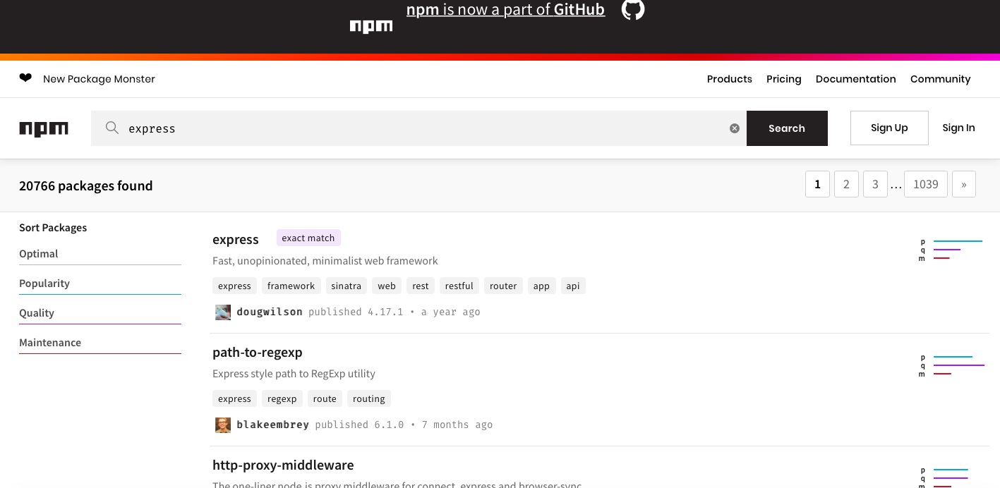 npm is now a part of GitHub
npm
New Package Monster
Products Pricing Documentation Community
npm
express
Search
Sign Up
Sign In
20766 packages found
1 2 3 ... 1039 »
Sort Packages
Optimal
Popularity
Quality
Maintenance
express exact match
Fast, unopinionated, minimalist web framework
express framework sinatra web rest restful router app api
dougwilson published 4.17.1 • a year ago
p
q
m
path-to-regexp
Express style path to RegExp utility
express regexp route routing
blakeembrey published 6.1.0 • 7 months ago
p
q
m
http-proxy-middleware
The one-liner node.js proxy middleware for connect, express and browser-sync
p
q
m